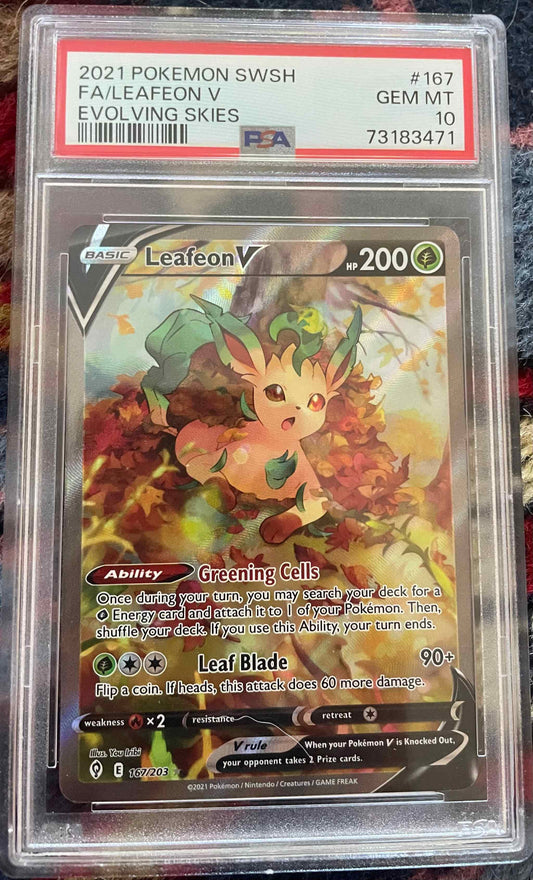 2021 POKEMON SWSH #167
FA/LEAFEON V GEM MT
EVOLVING SKIES PSA 10
73183471
BASIC Leafeon V HP 200
Ability Greening Cells
Once during your turn, you may search your deck for a
Energy card and attach it to 1 of your Pokémon. Then,
shuffle your deck. If you use this Ability, your turn ends.
Leaf Blade 90+
Flip a coin. If heads, this attack does 60 more damage.
weakness ×2 resistance retreat
V rule When your Pokémon V is Knocked Out,
your opponent takes 2 Prize cards.
Illus. You Iribi
E 167/203
©2021 Pokémon / Nintendo / Creatures / GAME FREAK